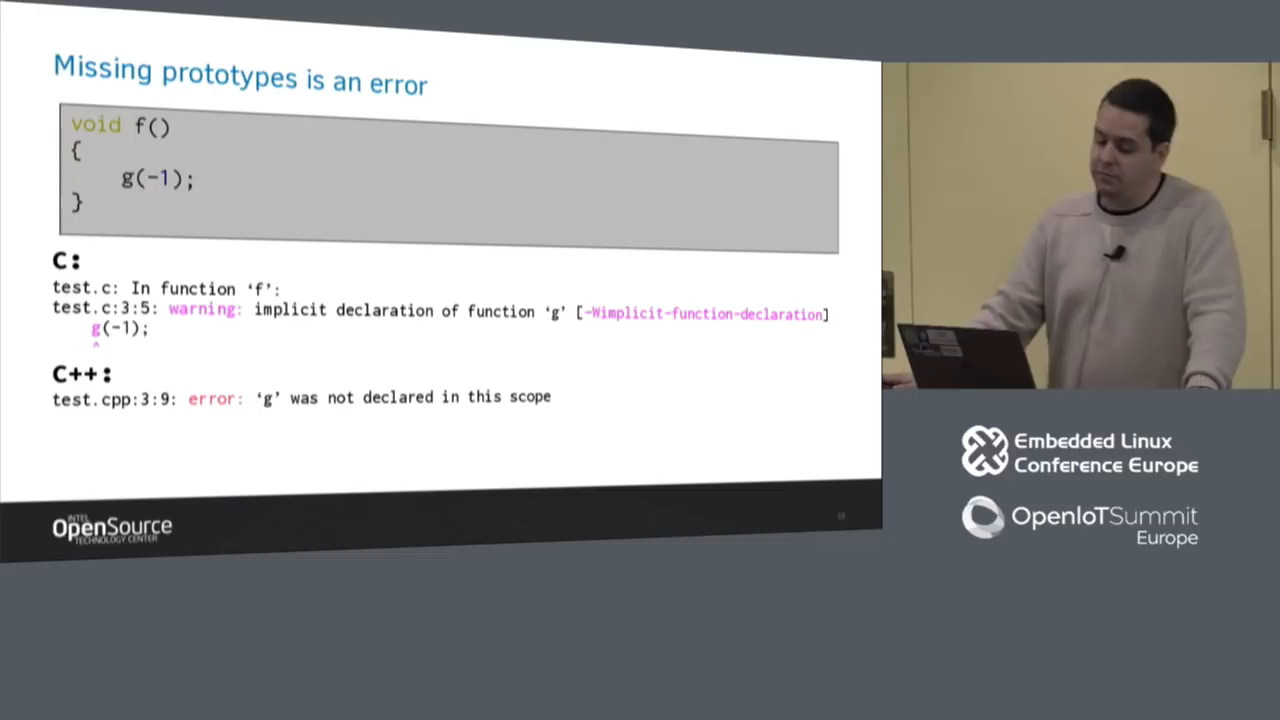 Missing prototypes is an error
void f()
{
g(-1);
}
C:
test.c: In function ‘f’:
test.c:3:5: warning: implicit declaration of function ‘g’ [-Wimplicit-function-declaration]
g(-1);
^
C++:
test.cpp:3:9: error: ‘g’ was not declared in this scope
INTEL
OpenSource
TECHNOLOGY CENTER
Embedded Linux
Conference Europe
OpenIoTSummit
Europe